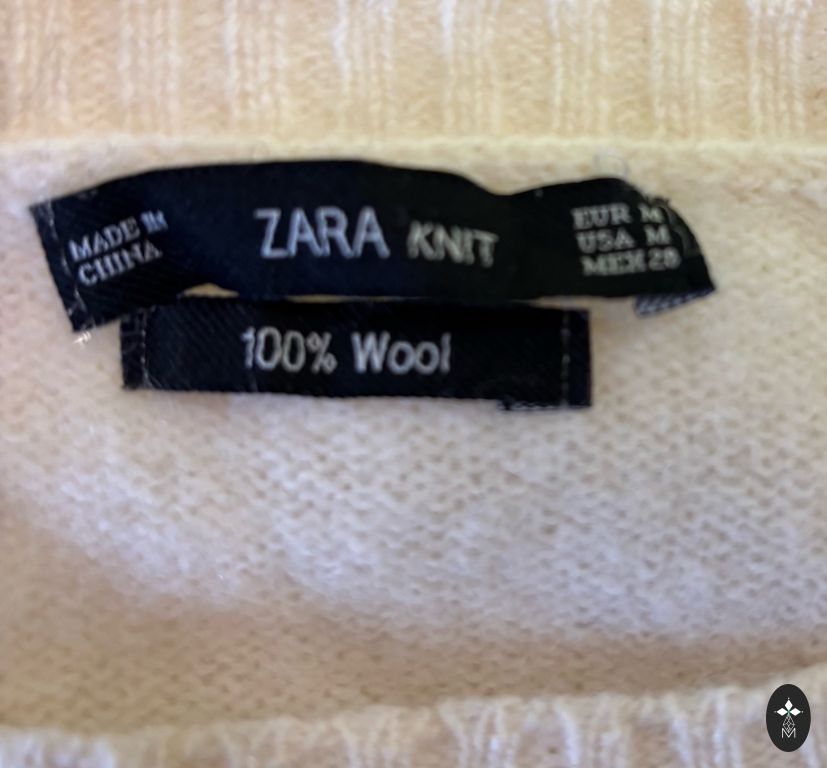 MADE IN
CHINA
ZARA KNIT
EUR M
USA M
MEX 28
100% Wool
M